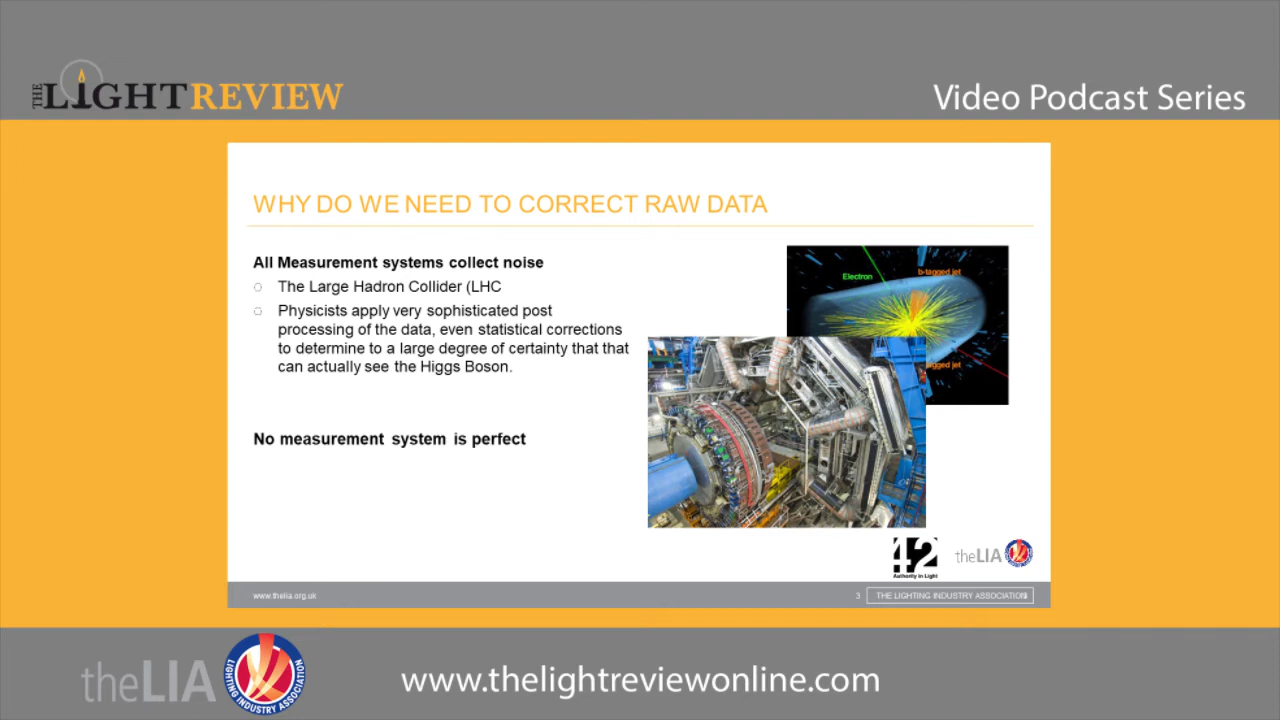 THE LIGHT REVIEW
Video Podcast Series
WHY DO WE NEED TO CORRECT RAW DATA
All Measurement systems collect noise
The Large Hadron Collider (LHC
Physicists apply very sophisticated post
processing of the data, even statistical corrections
to determine to a large degree of certainty that that
can actually see the Higgs Boson.
No measurement system is perfect
Electron
b-tagged jet
tagged jet
42
Authority in Light
theLIA
www.thelia.org.uk
3
THE LIGHTING INDUSTRY ASSOCIATION
theLIA
LIGHTING INDUSTRY ASSOCIATION
www.thelightreviewonline.com